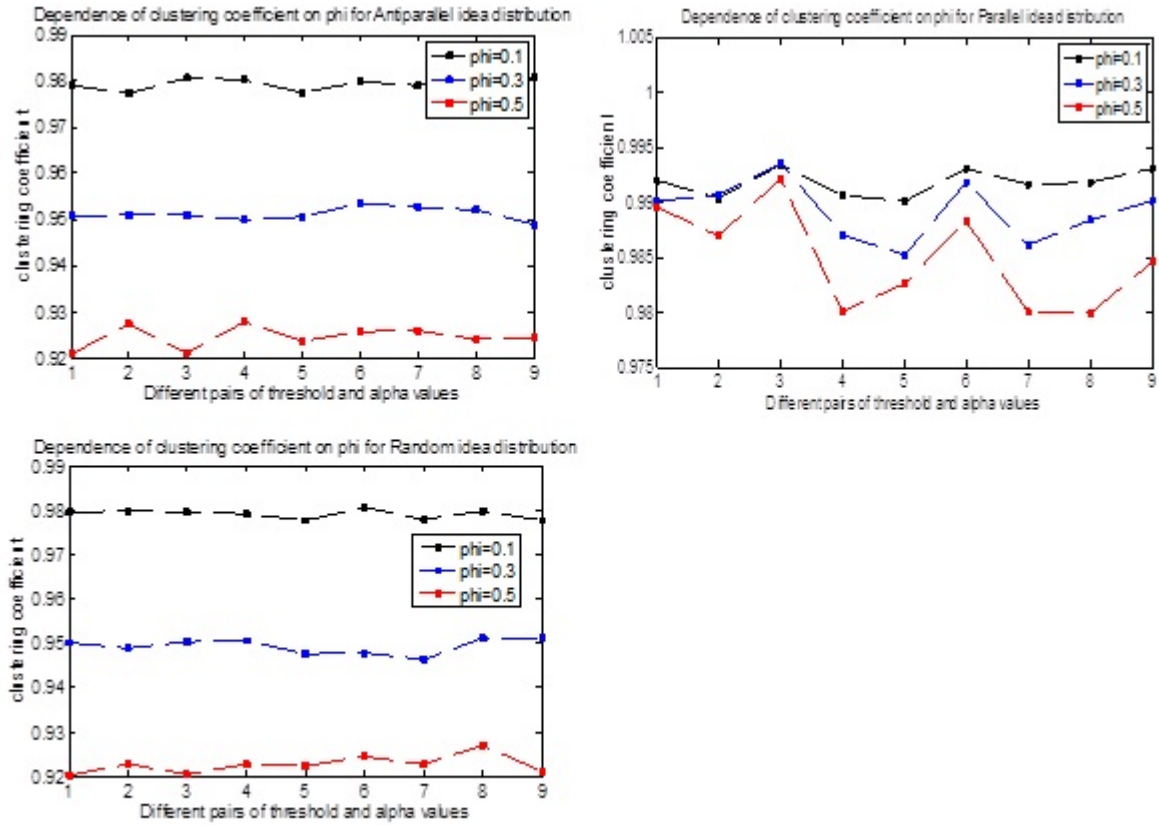 Dependence of clustering coefficient on phi for Antiparallel idea distribution
0.99
0.98
0.97
0.96
0.95
0.94
0.93
0.92
clustering coefficient
phi=0.1
phi=0.3
phi=0.5
1 2 3 4 5 6 7 8 9
Different pairs of threshold and alpha values
Dependence of clustering coefficient on phi for Parallel idea distribution
1.005
1
0.995
0.99
0.985
0.98
0.975
clustering coefficient
phi=0.1
phi=0.3
phi=0.5
1 2 3 4 5 6 7 8 9
Different pairs of threshold and alpha values
Dependence of clustering coefficient on phi for Random idea distribution
0.99
0.98
0.97
0.96
0.95
0.94
0.93
0.92
clustering coefficient
phi=0.1
phi=0.3
phi=0.5
1 2 3 4 5 6 7 8 9
Different pairs of threshold and alpha values